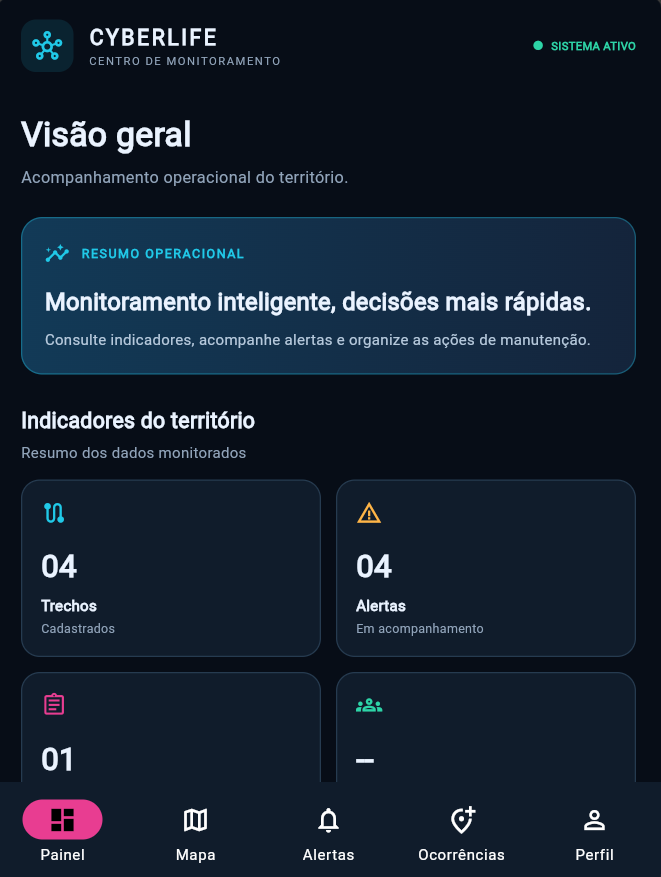 CYBERLIFE
CENTRO DE MONITORAMENTO
SISTEMA ATIVO
Visão geral
Acompanhamento operacional do território.
RESUMO OPERACIONAL
Monitoramento inteligente, decisões mais rápidas.
Consulte indicadores, acompanhe alertas e organize as ações de manutenção.
Indicadores do território
Resumo dos dados monitorados
04
Trechos
Cadastrados
04
Alertas
Em acompanhamento
01
–
Painel
Mapa
Alertas
Ocorrências
Perfil